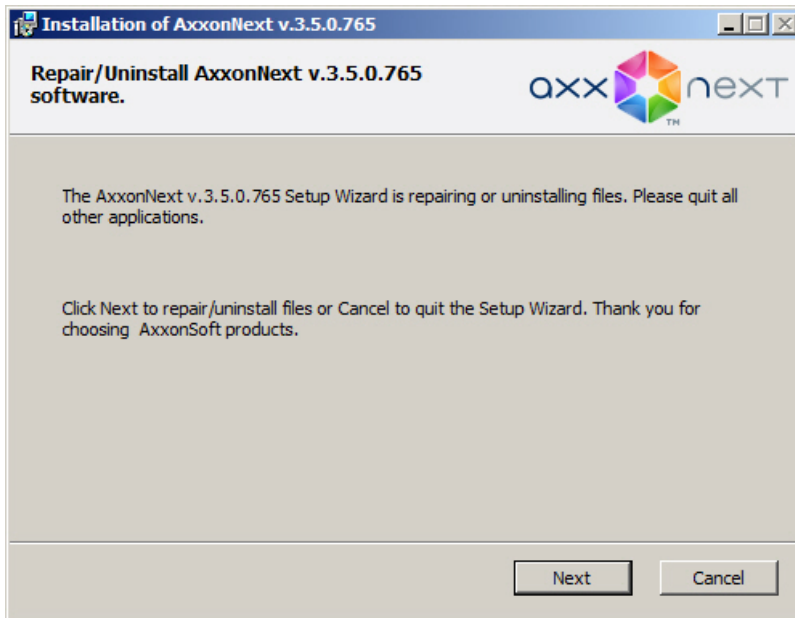 Installation of AxxonNext v.3.5.0.765
Repair/Uninstall AxxonNext v.3.5.0.765
software.
axx next
TM
The AxxonNext v.3.5.0.765 Setup Wizard is repairing or uninstalling files. Please quit all
other applications.
Click Next to repair/uninstall files or Cancel to quit the Setup Wizard. Thank you for
choosing  AxxonSoft products.
Next
Cancel